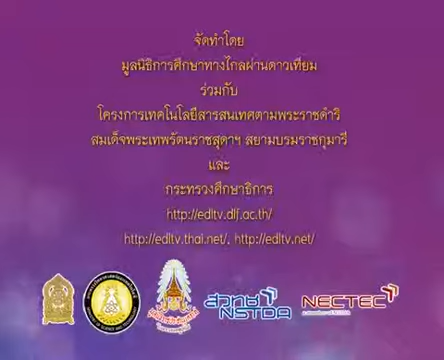 จัดทำโดย
มูลนิธิการศึกษาทางไกลผ่านดาวเทียม
ร่วมกับ
โครงการเทคโนโลยีสารสนเทศตามพระราชดำริ
สมเด็จพระเทพรัตนราชสุดาฯ สยามบรมราชกุมารี
และ
กระทรวงศึกษาธิการ
http://edltv.dlf.ac.th/
http://edltv.thai.net/, http://edltv.net/
สวทช NECTEC
NSTDA